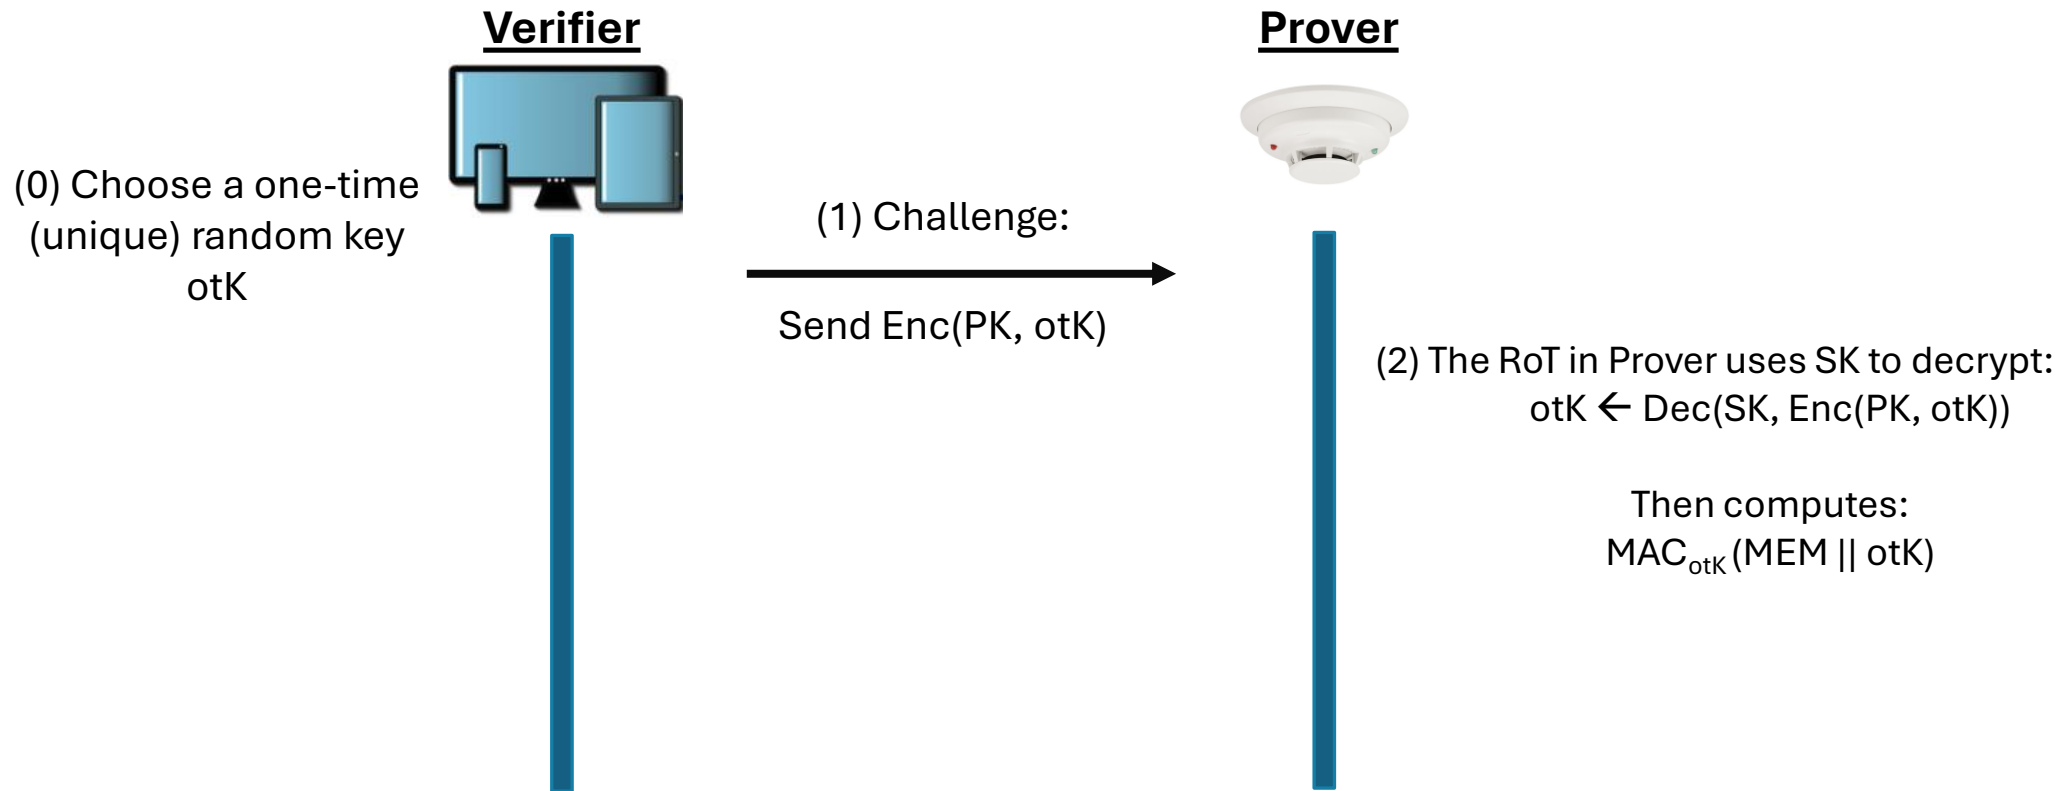 Verifier
Prover
(0) Choose a one-time
(unique) random key
otK
(1) Challenge:
Send Enc(PK, otK)
(2) The RoT in Prover uses SK to decrypt:
otK ← Dec(SK, Enc(PK, otK))
Then computes:
MACotK (MEM || otK)